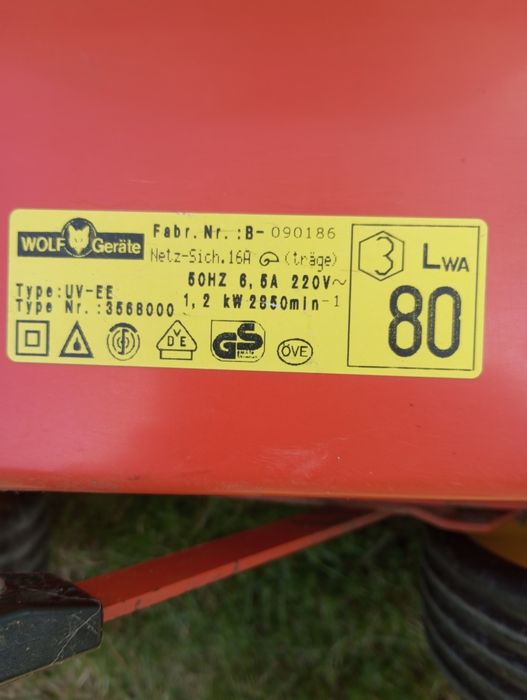 WOLF Geräte
Fabr.Nr.:B-090186
Netz-Sich.16A (träge)
50HZ 6,5A 220V~
Type:UV-EE
Type Nr.:3568000
1,2 kW 2850min-1
VDE
GS
ÖVE
3
LWA
80